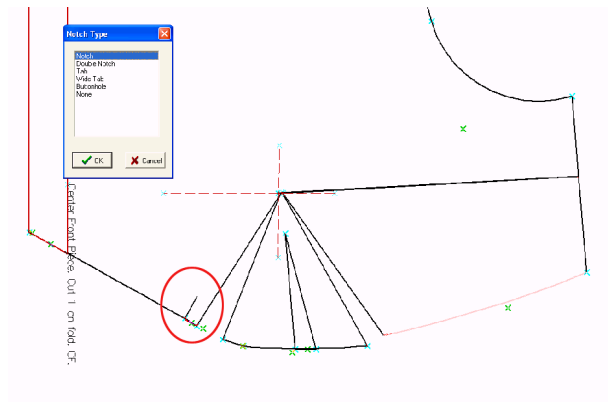 Notch Type
Notch
Double Notch
Tab
Wide Tab
Buttonhole
None
OK
Cancel
Center Front Piece. Cut 1 on fold. CF.